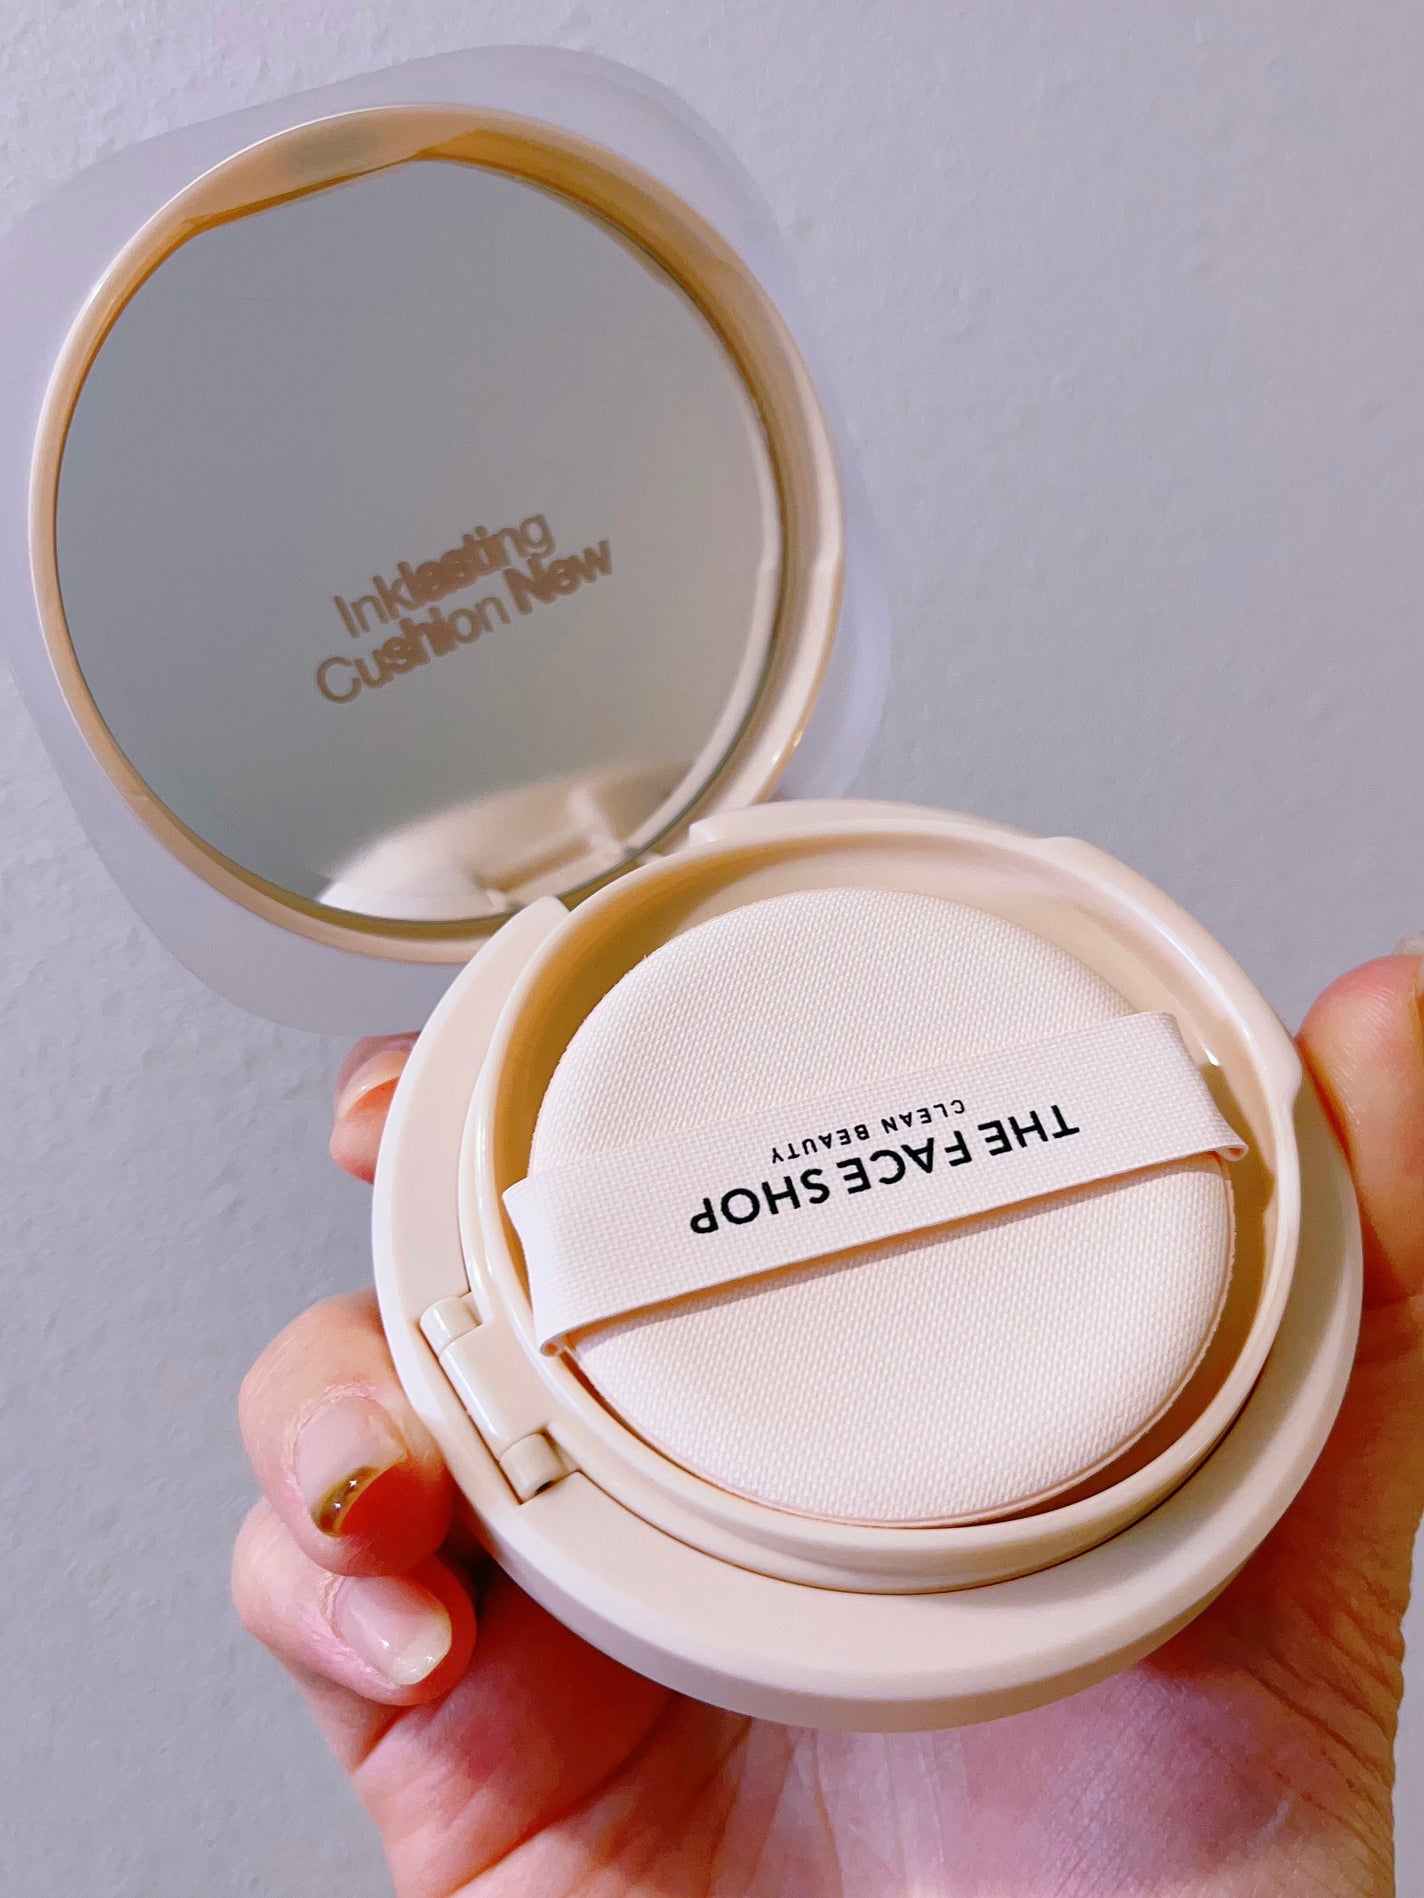 THE FACE SHOP
CLEAN BEAUTY
Inklasting
Cushion New